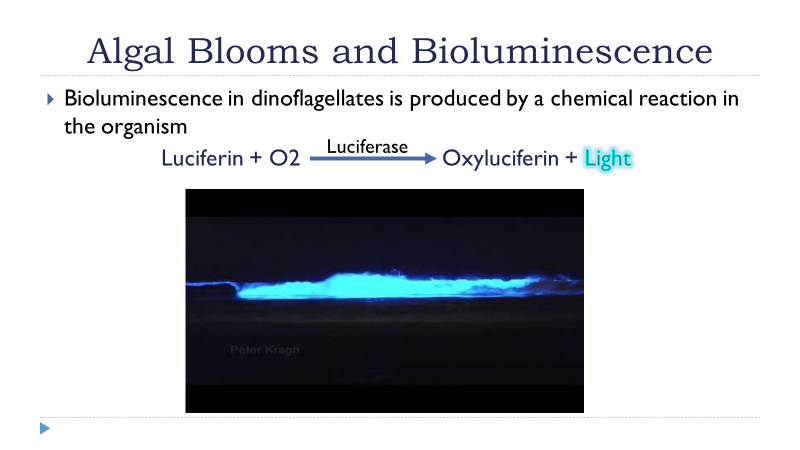 Algal Blooms and Bioluminescence
Bioluminescence in dinoflagellates is produced by a chemical reaction in
the organism
Luciferase
Luciferin + O2 Oxyluciferin + Light
Peter Kragh